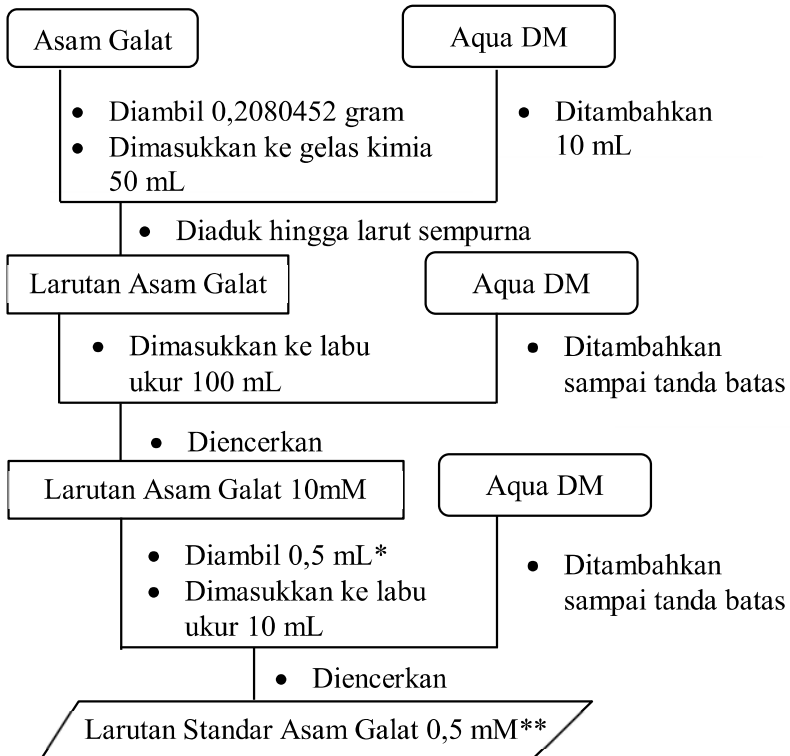 Asam Galat
Aqua DM
• Diambil 0,2080452 gram
• Dimasukkan ke gelas kimia
50 mL
• Ditambahkan
10 mL
• Diaduk hingga larut sempurna
Larutan Asam Galat
Aqua DM
• Dimasukkan ke labu
ukur 100 mL
• Ditambahkan
sampai tanda batas
• Diencerkan
Larutan Asam Galat 10mM
Aqua DM
• Diambil 0,5 mL*
• Dimasukkan ke labu
ukur 10 mL
• Ditambahkan
sampai tanda batas
• Diencerkan
Larutan Standar Asam Galat 0,5 mM**